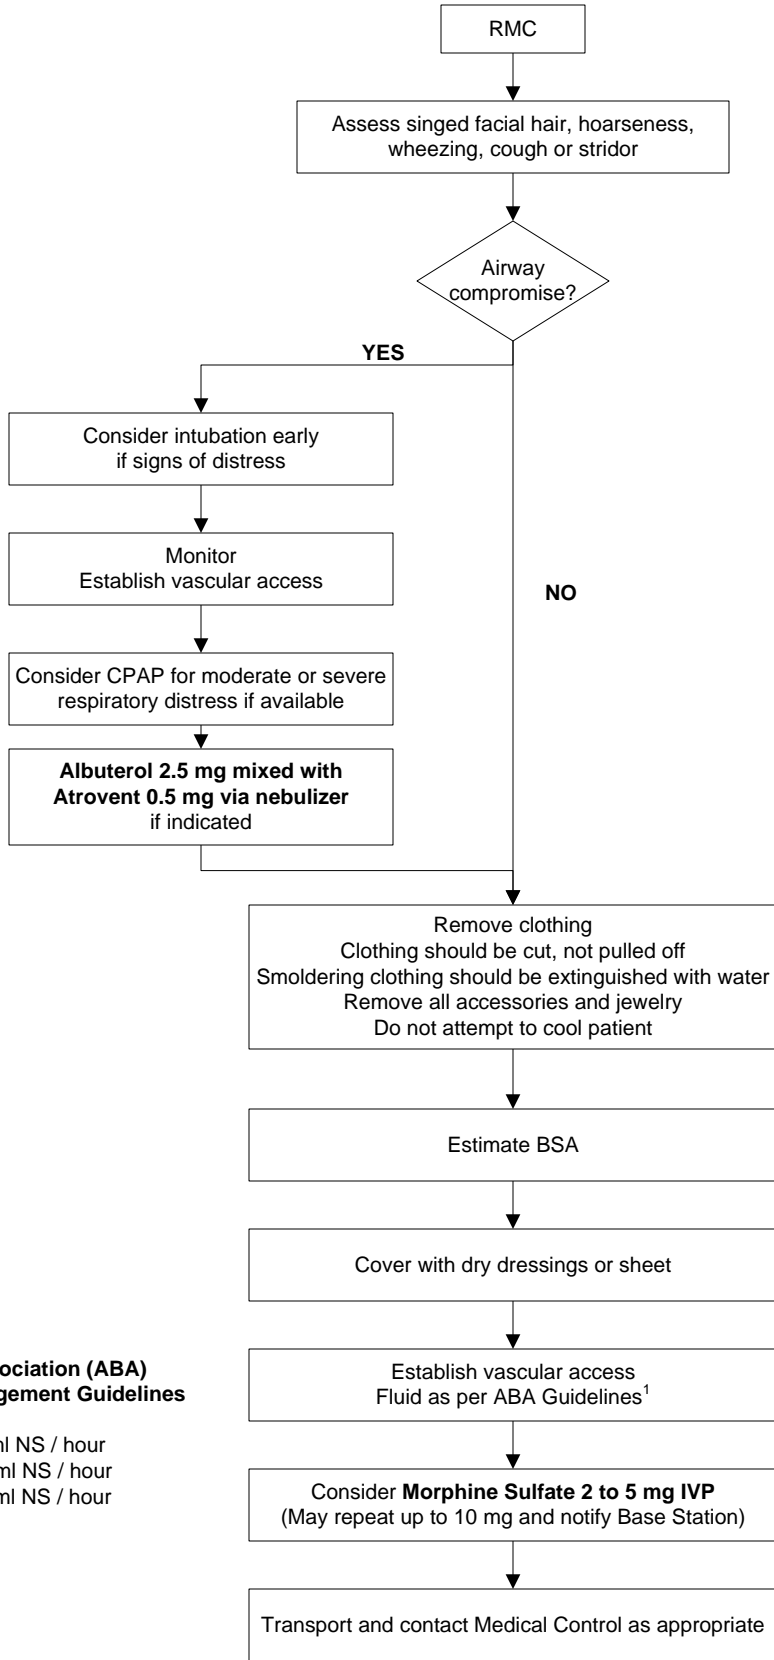 RMC
Assess singed facial hair, hoarseness,
wheezing, cough or stridor
Airway
compromise?
YES
Consider intubation early
if signs of distress
Monitor
Establish vascular access
NO
Consider CPAP for moderate or severe
respiratory distress if available
Albuterol 2.5 mg mixed with
Atrovent 0.5 mg via nebulizer
if indicated
Remove clothing
Clothing should be cut, not pulled off
Smoldering clothing should be extinguished with water
Remove all accessories and jewelry
Do not attempt to cool patient
Estimate BSA
Cover with dry dressings or sheet
(ABA)
Guidelines
NS / hour
ml NS / hour
ml NS / hour
Establish vascular access
Fluid as per ABA Guidelines¹
Consider Morphine Sulfate 2 to 5 mg IVP
(May repeat up to 10 mg and notify Base Station)
Transport and contact Medical Control as appropriate